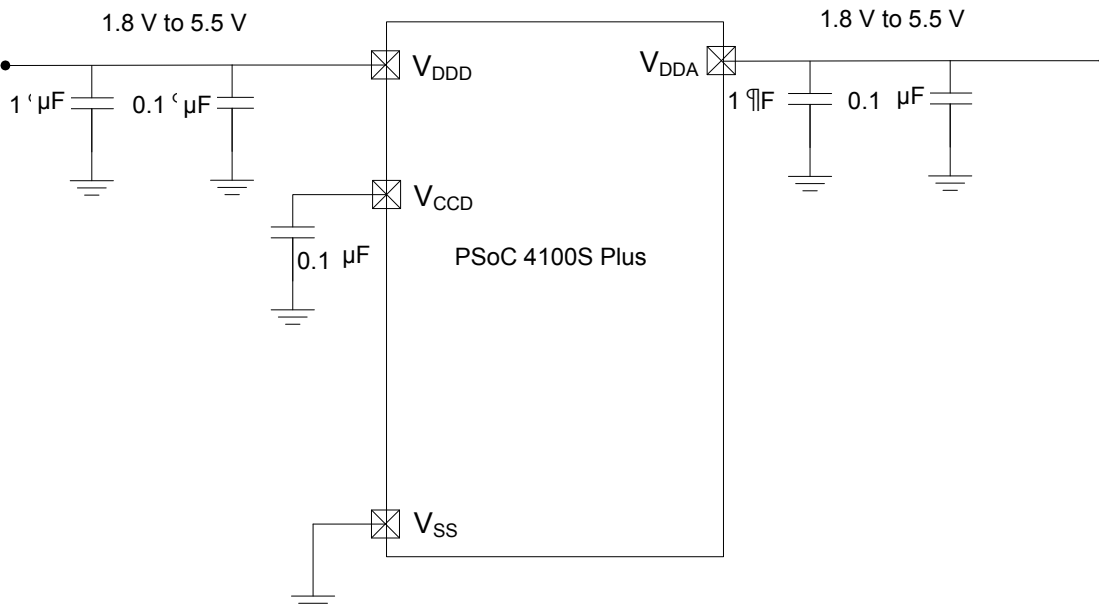 1.8 V to 5.5 V
1.8 V to 5.5 V
VDDD
VDDA
1 ʿ µF
0.1 ʿ µF
1 ¶F
0.1 µF
VCCD
0.1 µF
PSoC 4100S Plus
VSS